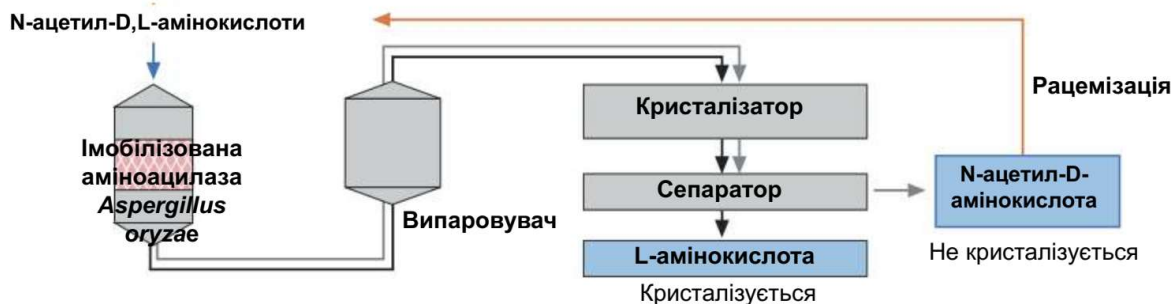 N-ацетил-D,L-амінокислоти
Імобілізована
аміноацилаза
Aspergillus
oryzae
Випаровувач
Кристалізатор
Сепаратор
L-амінокислота
Кристалізується
Рацемізація
N-ацетил-D-
амінокислота
Не кристалізується